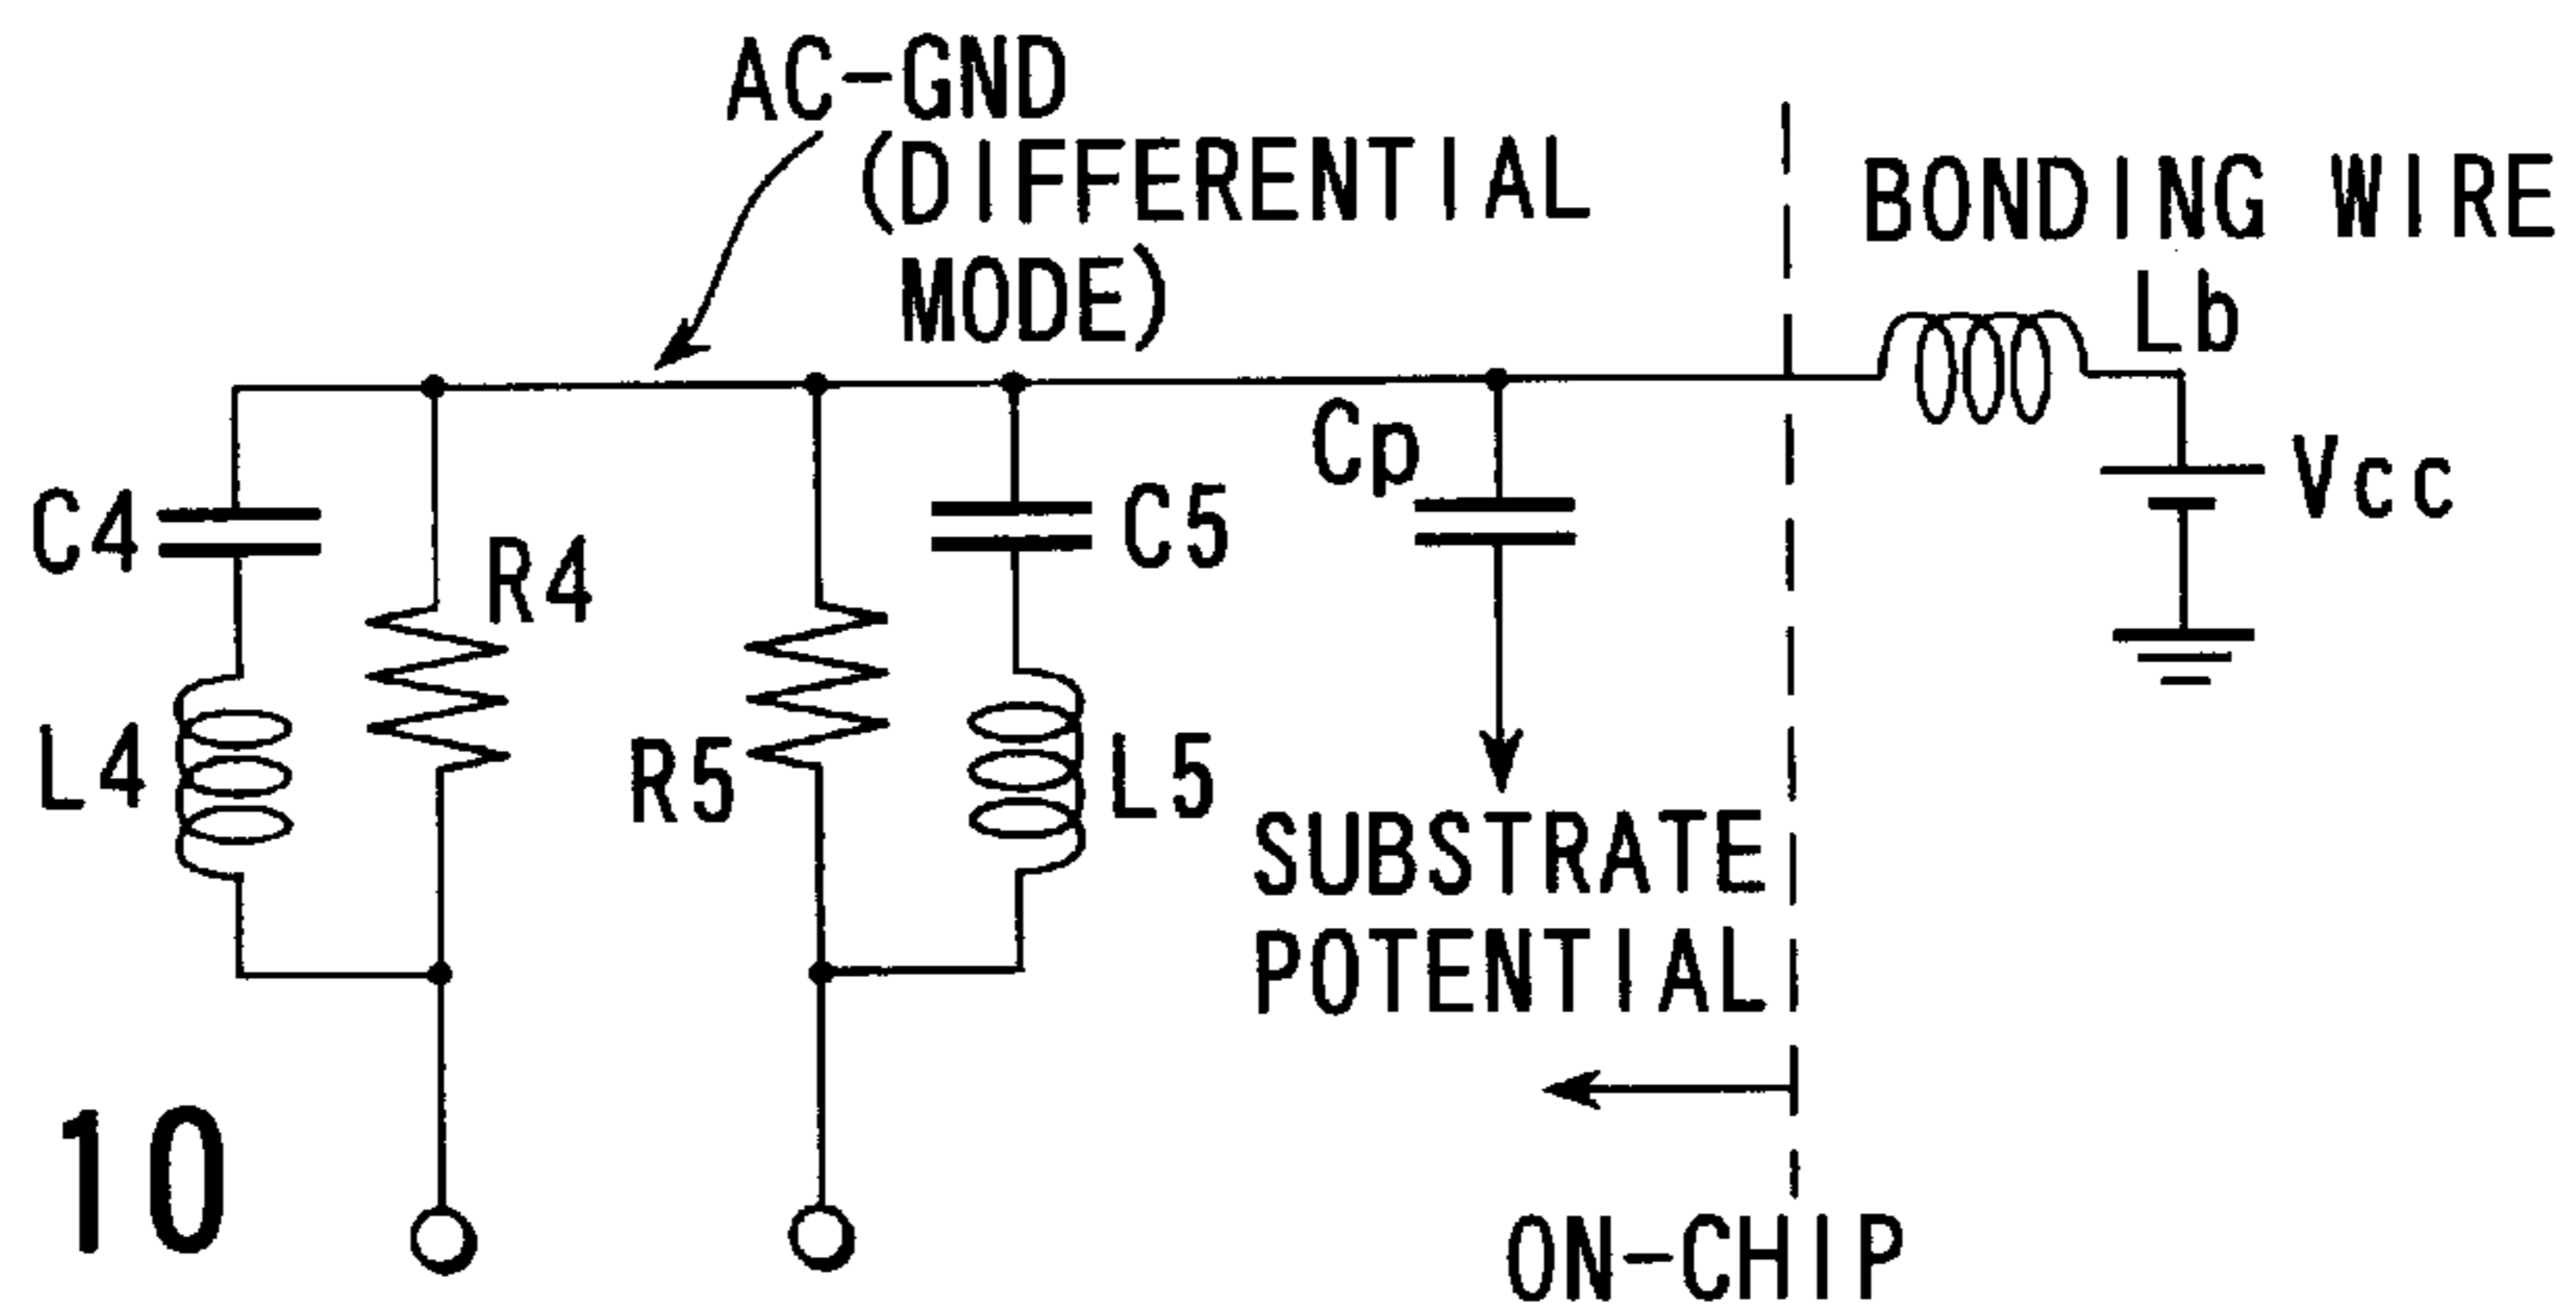 AC-GND
(DIFFERENTIAL
MODE)
BONDING WIRE
Lb
C4
R4
C5
Cp
Vcc
L4
R5
L5
SUBSTRATE
POTENTIAL
10
ON-CHIP